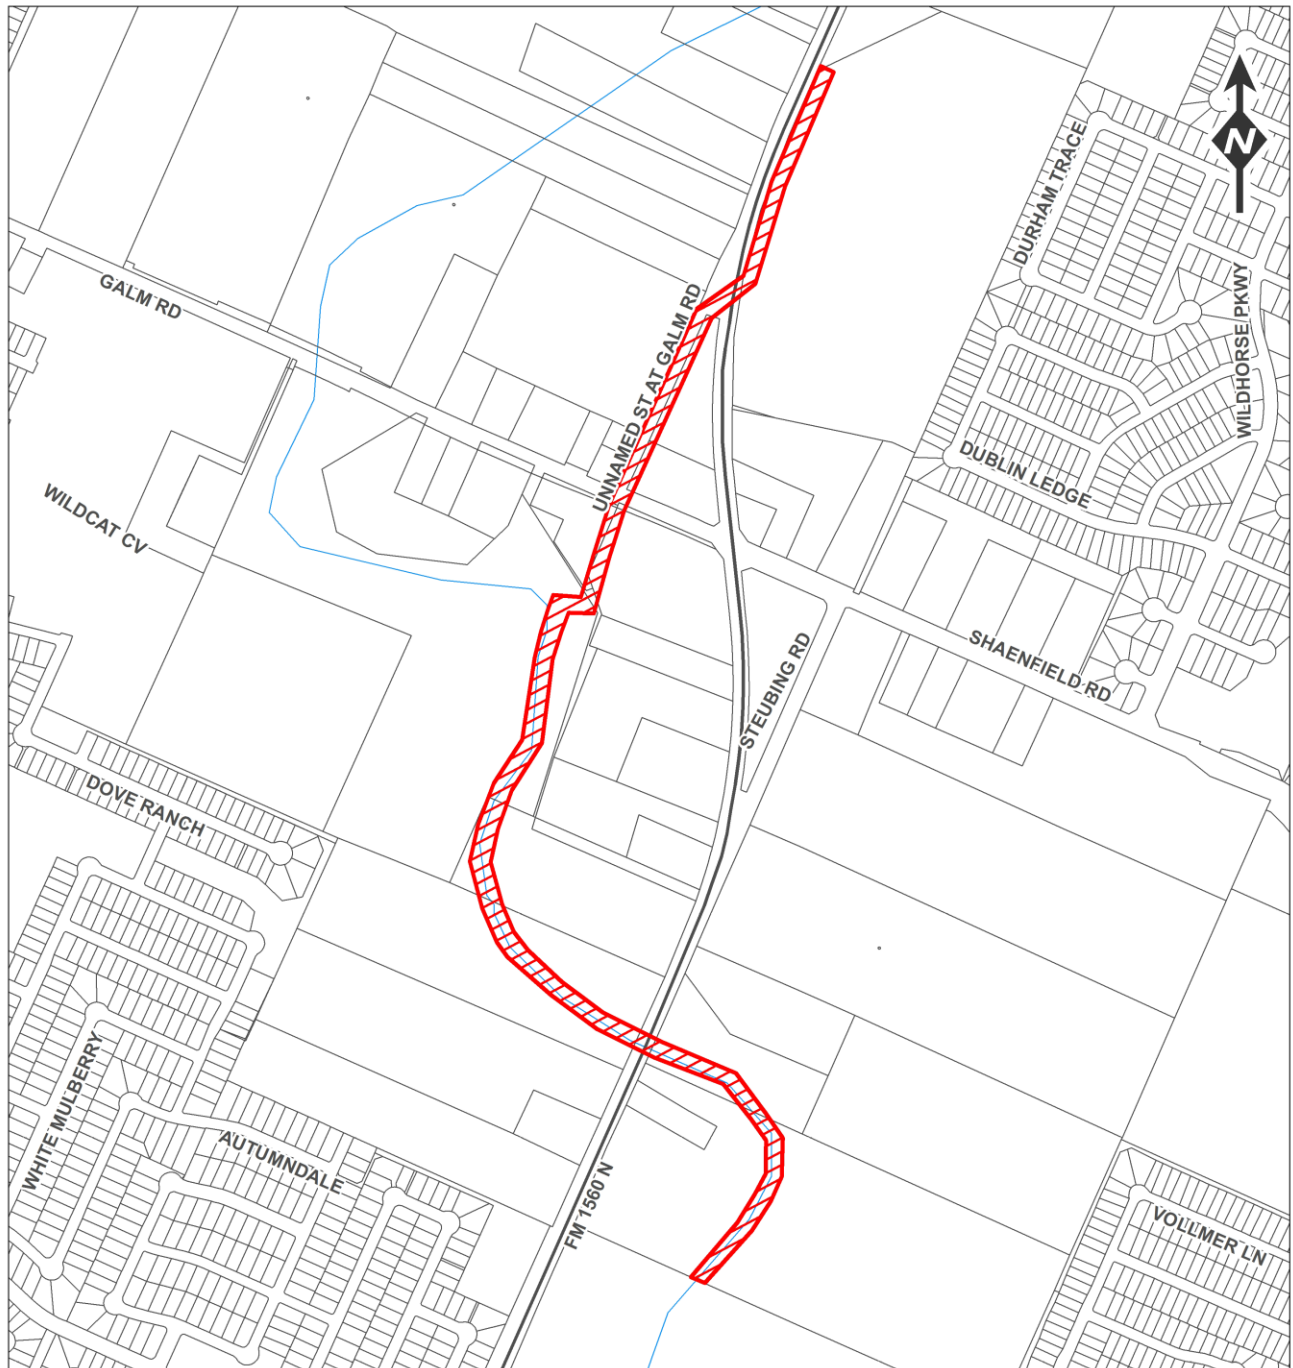 N
DURHAM TRACE
GALM RD
WILDHORSE PKWY
UNNAMED ST AT GALM RD
DUBLIN LEDGE
WILDCAT CV
SHAENFIELD RD
STEUBING RD
DOVE RANCH
WHITE MULBERRY
AUTUMNDALE
FM 1560 N
VOLLMER LN